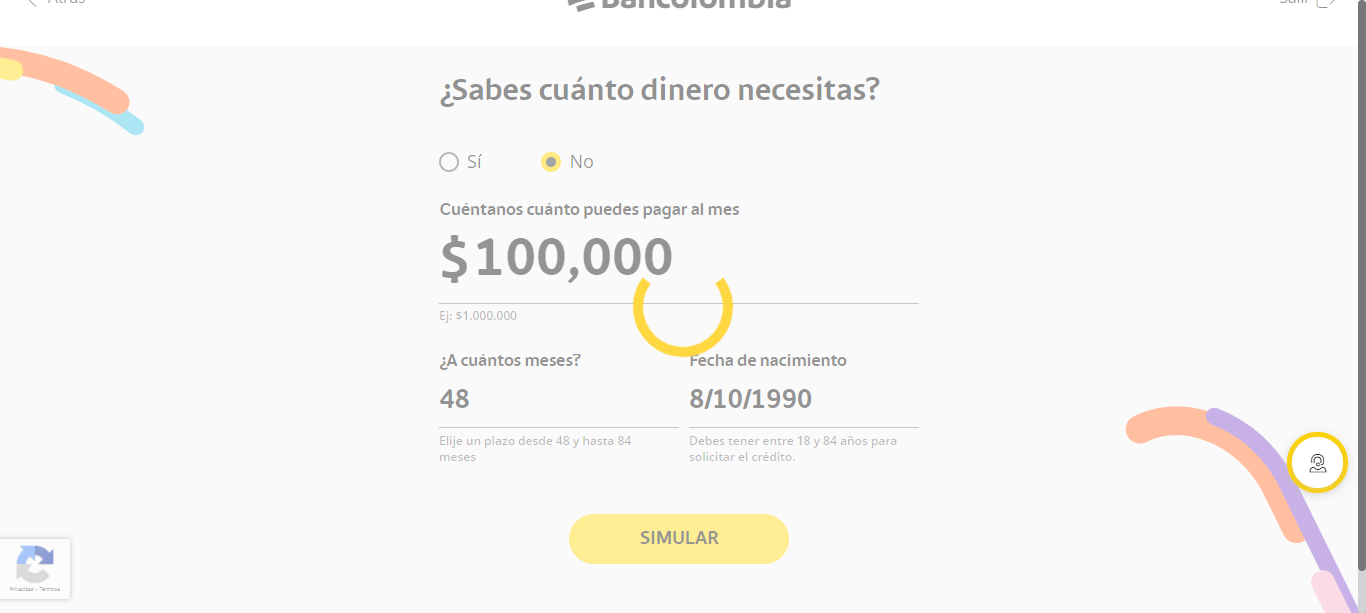 Atrás
Bancolombia
Salir
¿Sabes cuánto dinero necesitas?
Sí
No
Cuéntanos cuánto puedes pagar al mes
$100,000
Ej: $1.000.000
¿A cuántos meses?
Fecha de nacimiento
48
8/10/1990
Elije un plazo desde 48 y hasta 84
meses
Debes tener entre 18 y 84 años para
solicitar el crédito.
SIMULAR
Privacidad - Términos